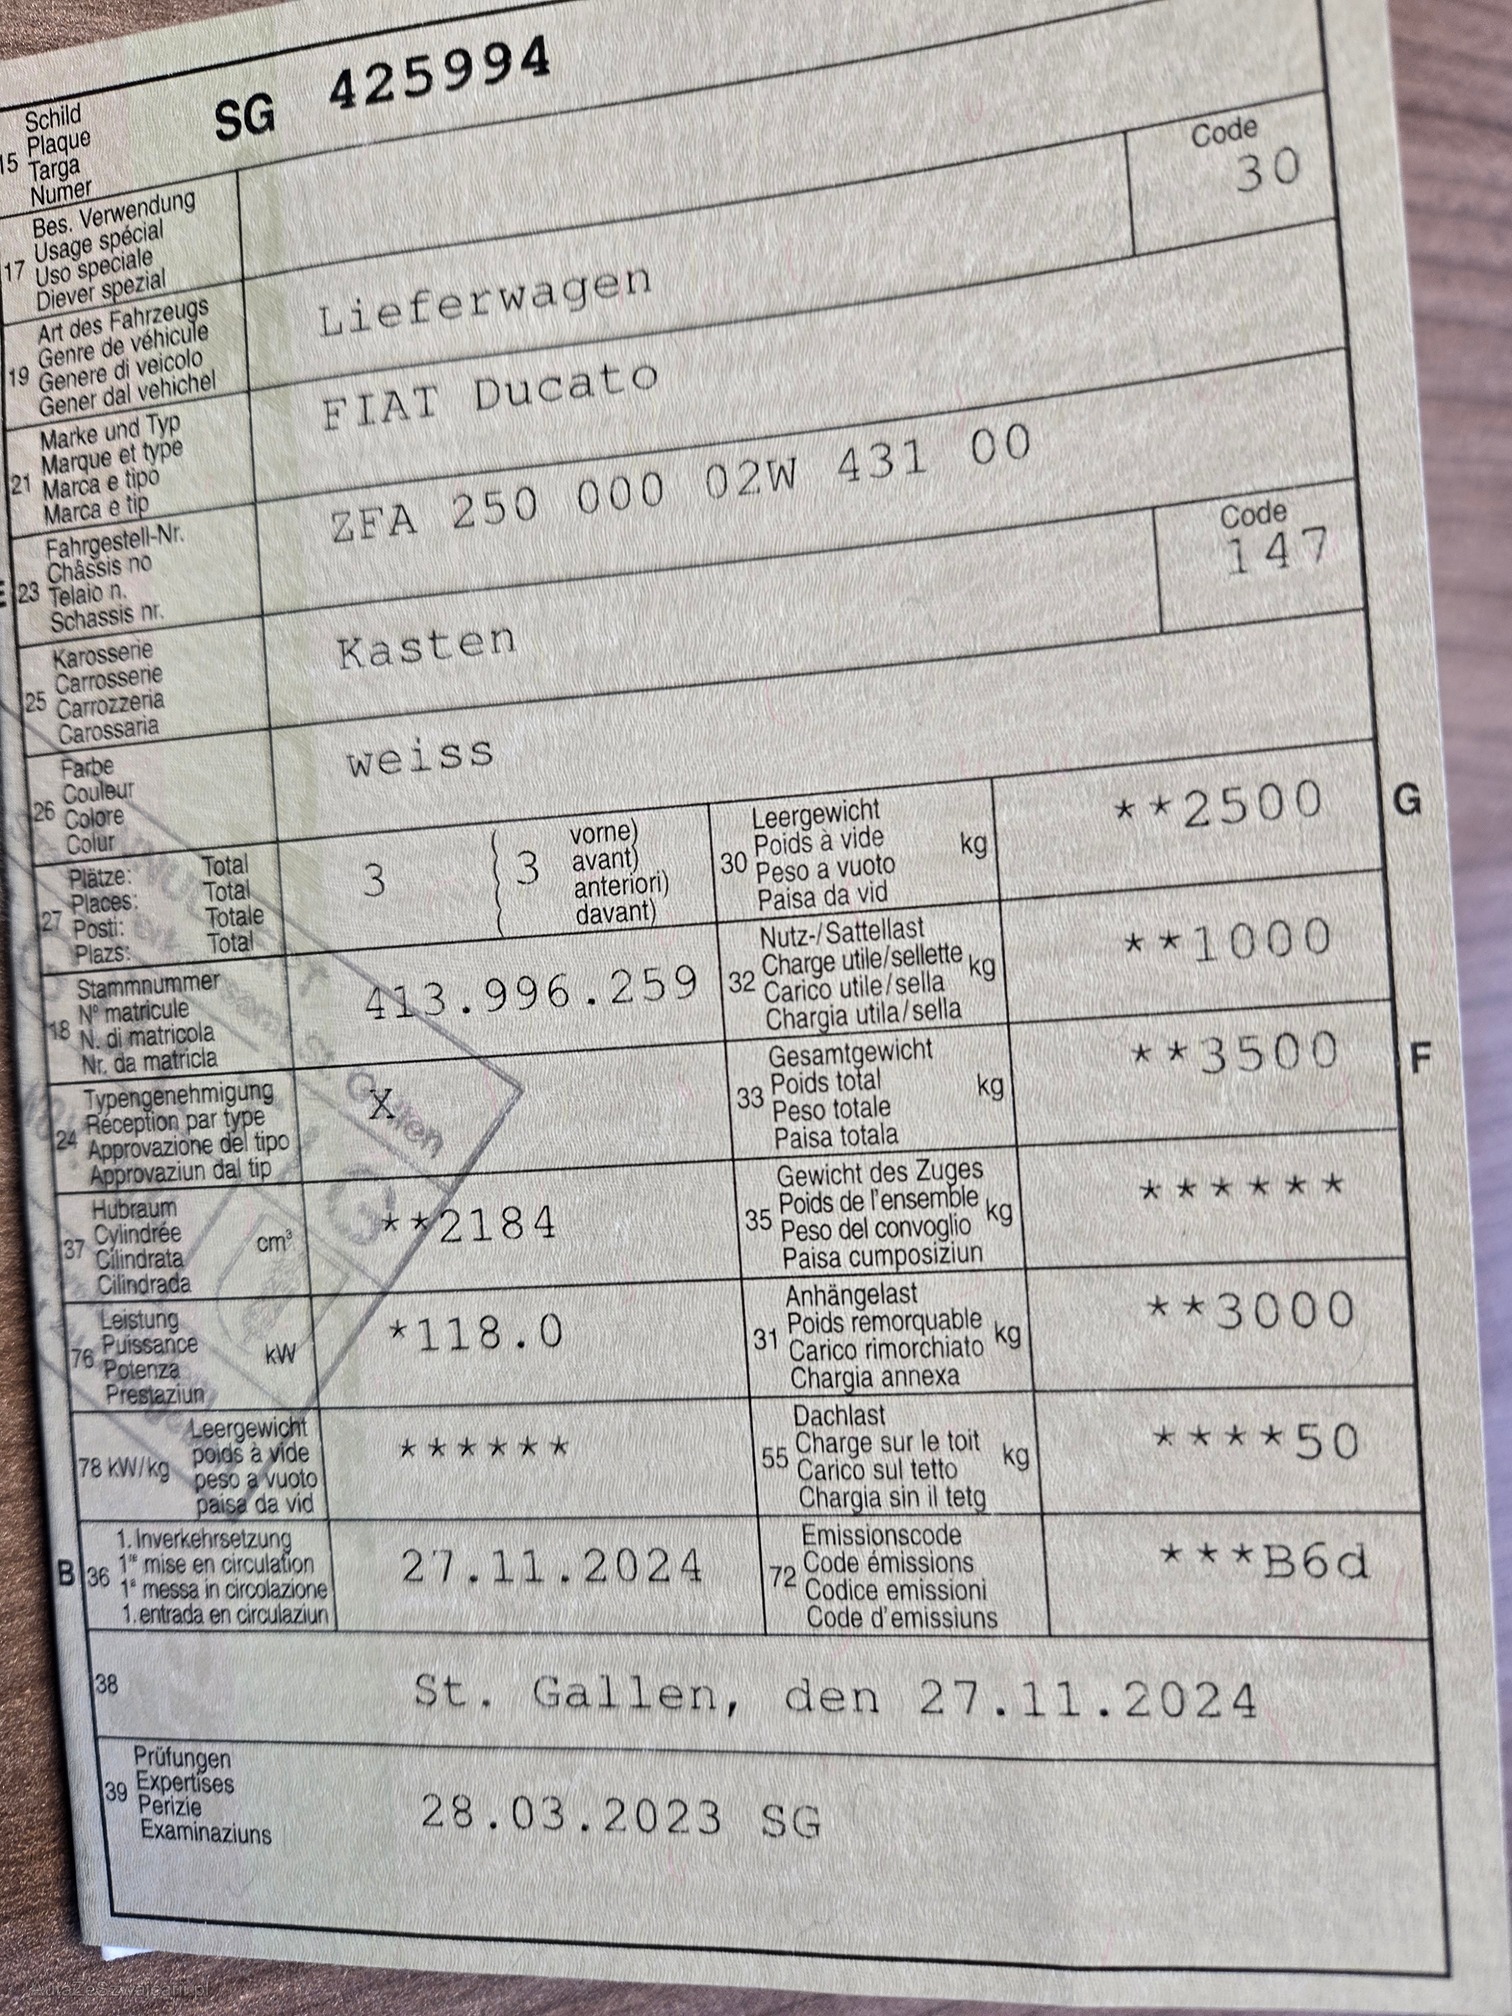 15 Schild SG 425994
Plaque
Targa
Numer
17 Bes. Verwendung
Usage spécial
Uso speciale
Diever spezial
Code
30
19 Art des Fahrzeugs Lieferwagen
Genre de véhicule
Genere di veicolo
Gener dal vehichel
21 Marke und Typ FIAT Ducato
Marque et type
Marca e tipo
Marca e tip
E 23 Fahrgestell-Nr. ZFA 250 000 02W 431 00
Châssis no
Telaio n.
Schassis nr.
25 Karosserie Kasten
Carrosserie
Carrozzeria
Carossaria
Code
147
26 Farbe weiss
Couleur
Colore
Colur
27 Plätze: Total 3 3 vorne)
Places: Total avant)
Posti: Totale anteriori)
Plazs: Total davant)
30 Leergewicht **2500 G
Poids à vide kg
Peso a vuoto
Paisa da vid
18 Stammnummer 413.996.259
N° matricule
N. di matricola
Nr. da matricla
32 Nutz-/Sattellast **1000
Charge utile/sellette kg
Carico utile/sella
Chargia utila/sella
24 Typengenehmigung X
Réception par type
Approvazione del tipo
Approvaziun dal tip
33 Gesamtgewicht **3500 F
Poids total kg
Peso totale
Paisa totala
37 Hubraum **2184
Cylindrée cm³
Cilindrata
Cilindrada
35 Gewicht des Zuges ******
Poids de l'ensemble kg
Peso del convoglio
Paisa cumposiziun
76 Leistung *118.0
Puissance kW
Potenza
Prestaziun
31 Anhängelast **3000
Poids remorquable kg
Carico rimorchiato
Chargia annexa
78 kW/kg Leergewicht ******
poids à vide
peso a vuoto
paisa da vid
55 Dachlast ****50
Charge sur le toit kg
Carico sul tetto
Chargia sin il tetg
B 36 1. Inverkehrsetzung 27.11.2024
1re mise en circulation
1a messa in circolazione
1. entrada en circulaziun
72 Emissionscode ***B6d
Code émissions
Codice emissioni
Code d'emissiuns
38 St. Gallen, den 27.11.2024
39 Prüfungen 28.03.2023 SG
Expertises
Perizie
Examinaziuns
St. Gallen
AutaZeSzwajcarii.pl